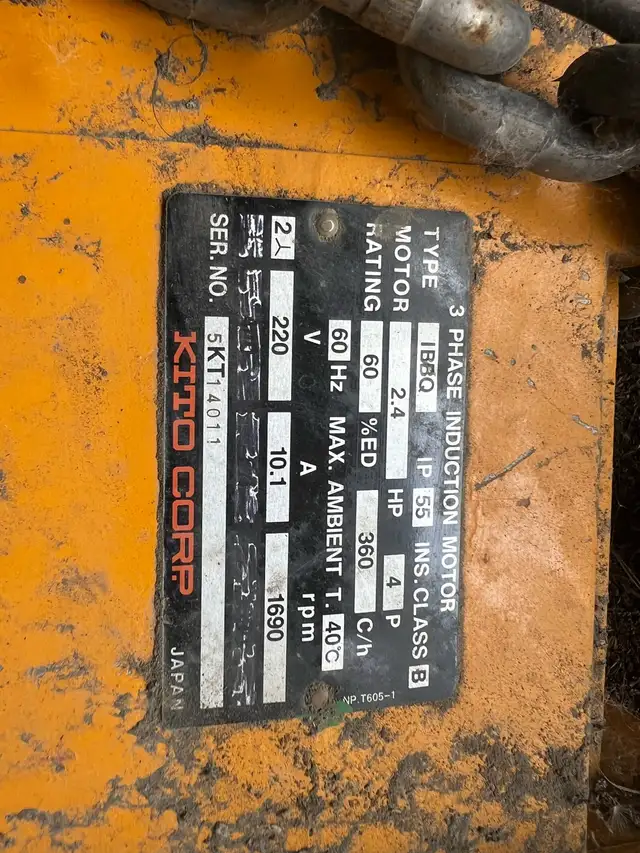 3 PHASE INDUCTION MOTOR
TYPE IBBQ IP 55 INS. CLASS B
MOTOR 2.4 HP 4 P
RATING 60 %ED 360 C/h
60 Hz MAX. AMBIENT T. 40°C
V A rpm
2人 220 10.1 1690
SER. NO. 5KT14011
KITO CORP. JAPAN
NP. T605-1